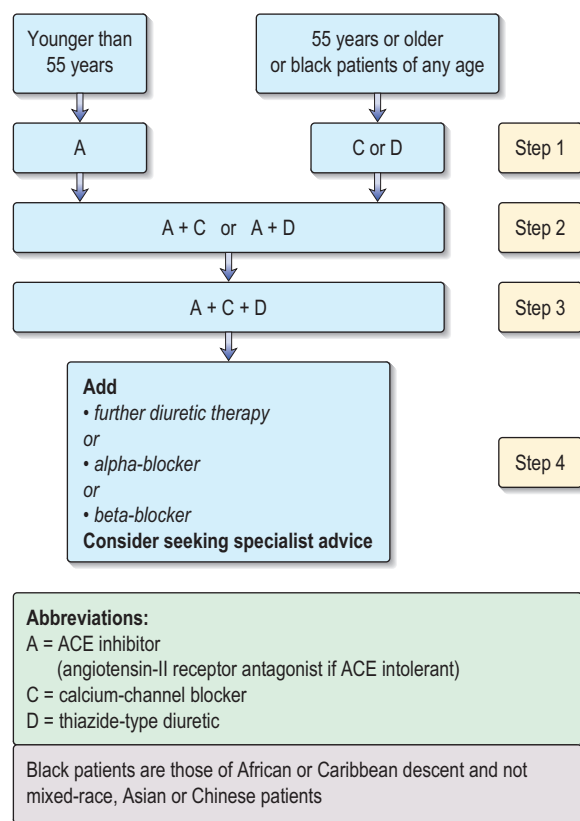 Younger than
55 years
55 years or older
or black patients of any age
A
C or D
Step 1
A + C or A + D
Step 2
A + C + D
Step 3
Add
• further diuretic therapy
or
• alpha-blocker
or
• beta-blocker
Consider seeking specialist advice
Step 4
Abbreviations:
A = ACE inhibitor
(angiotensin-II receptor antagonist if ACE intolerant)
C = calcium-channel blocker
D = thiazide-type diuretic
Black patients are those of African or Caribbean descent and not
mixed-race, Asian or Chinese patients